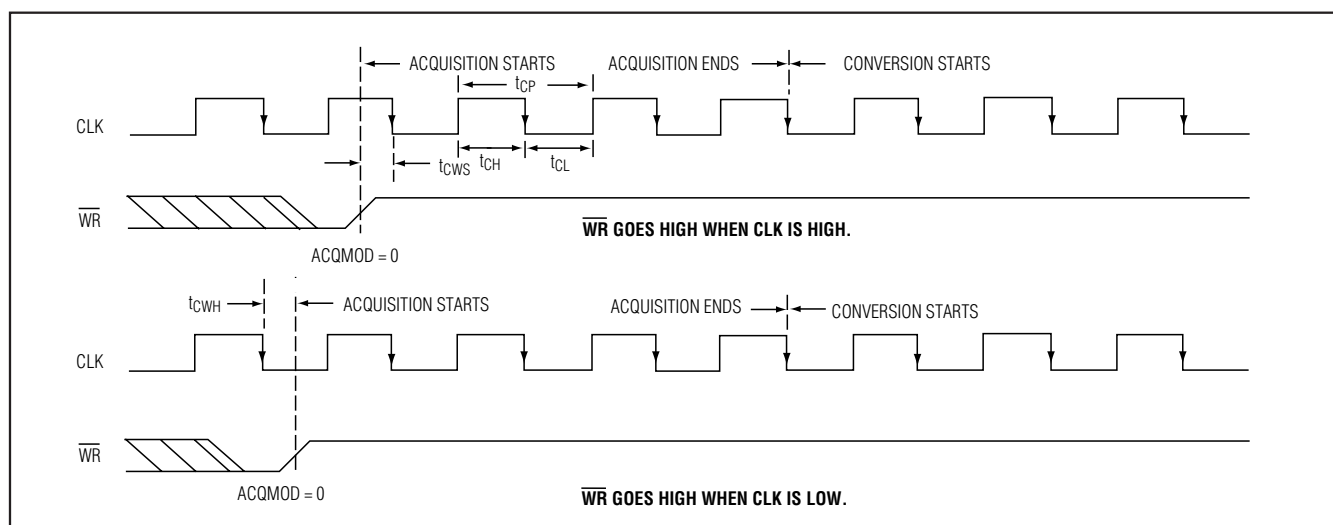 ACQUISITION STARTS
ACQUISITION ENDS
CONVERSION STARTS
tCP
CLK
tCWS
tCH
tCL
WR
WR GOES HIGH WHEN CLK IS HIGH.
ACQMOD = 0
tCWH
ACQUISITION STARTS
ACQUISITION ENDS
CONVERSION STARTS
CLK
WR
ACQMOD = 0
WR GOES HIGH WHEN CLK IS LOW.